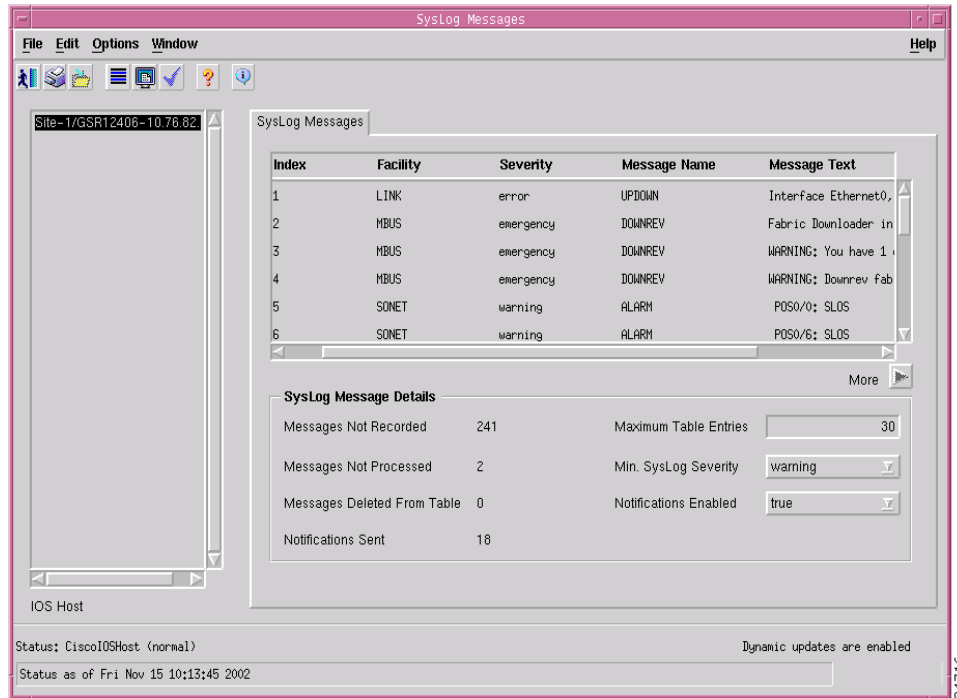 SysLog Messages
File Edit Options Window Help
Site-1/GSR12406-10.76.82.
SysLog Messages
Index Facility Severity Message Name Message Text
1 LINK error UPDOWN Interface Ethernet0,
2 MBUS emergency DOWNREV Fabric Downloader in
3 MBUS emergency DOWNREV WARNING: You have 1
4 MBUS emergency DOWNREV WARNING: Downrev fab
5 SONET warning ALARM POS0/0: SLOS
6 SONET warning ALARM POS0/6: SLOS
More
SysLog Message Details
Messages Not Recorded 241 Maximum Table Entries 30
Messages Not Processed 2 Min. SysLog Severity warning
Messages Deleted From Table 0 Notifications Enabled true
Notifications Sent 18
IOS Host
Status: CiscoIOSHost (normal) Dynamic updates are enabled
Status as of Fri Nov 15 10:13:45 2002